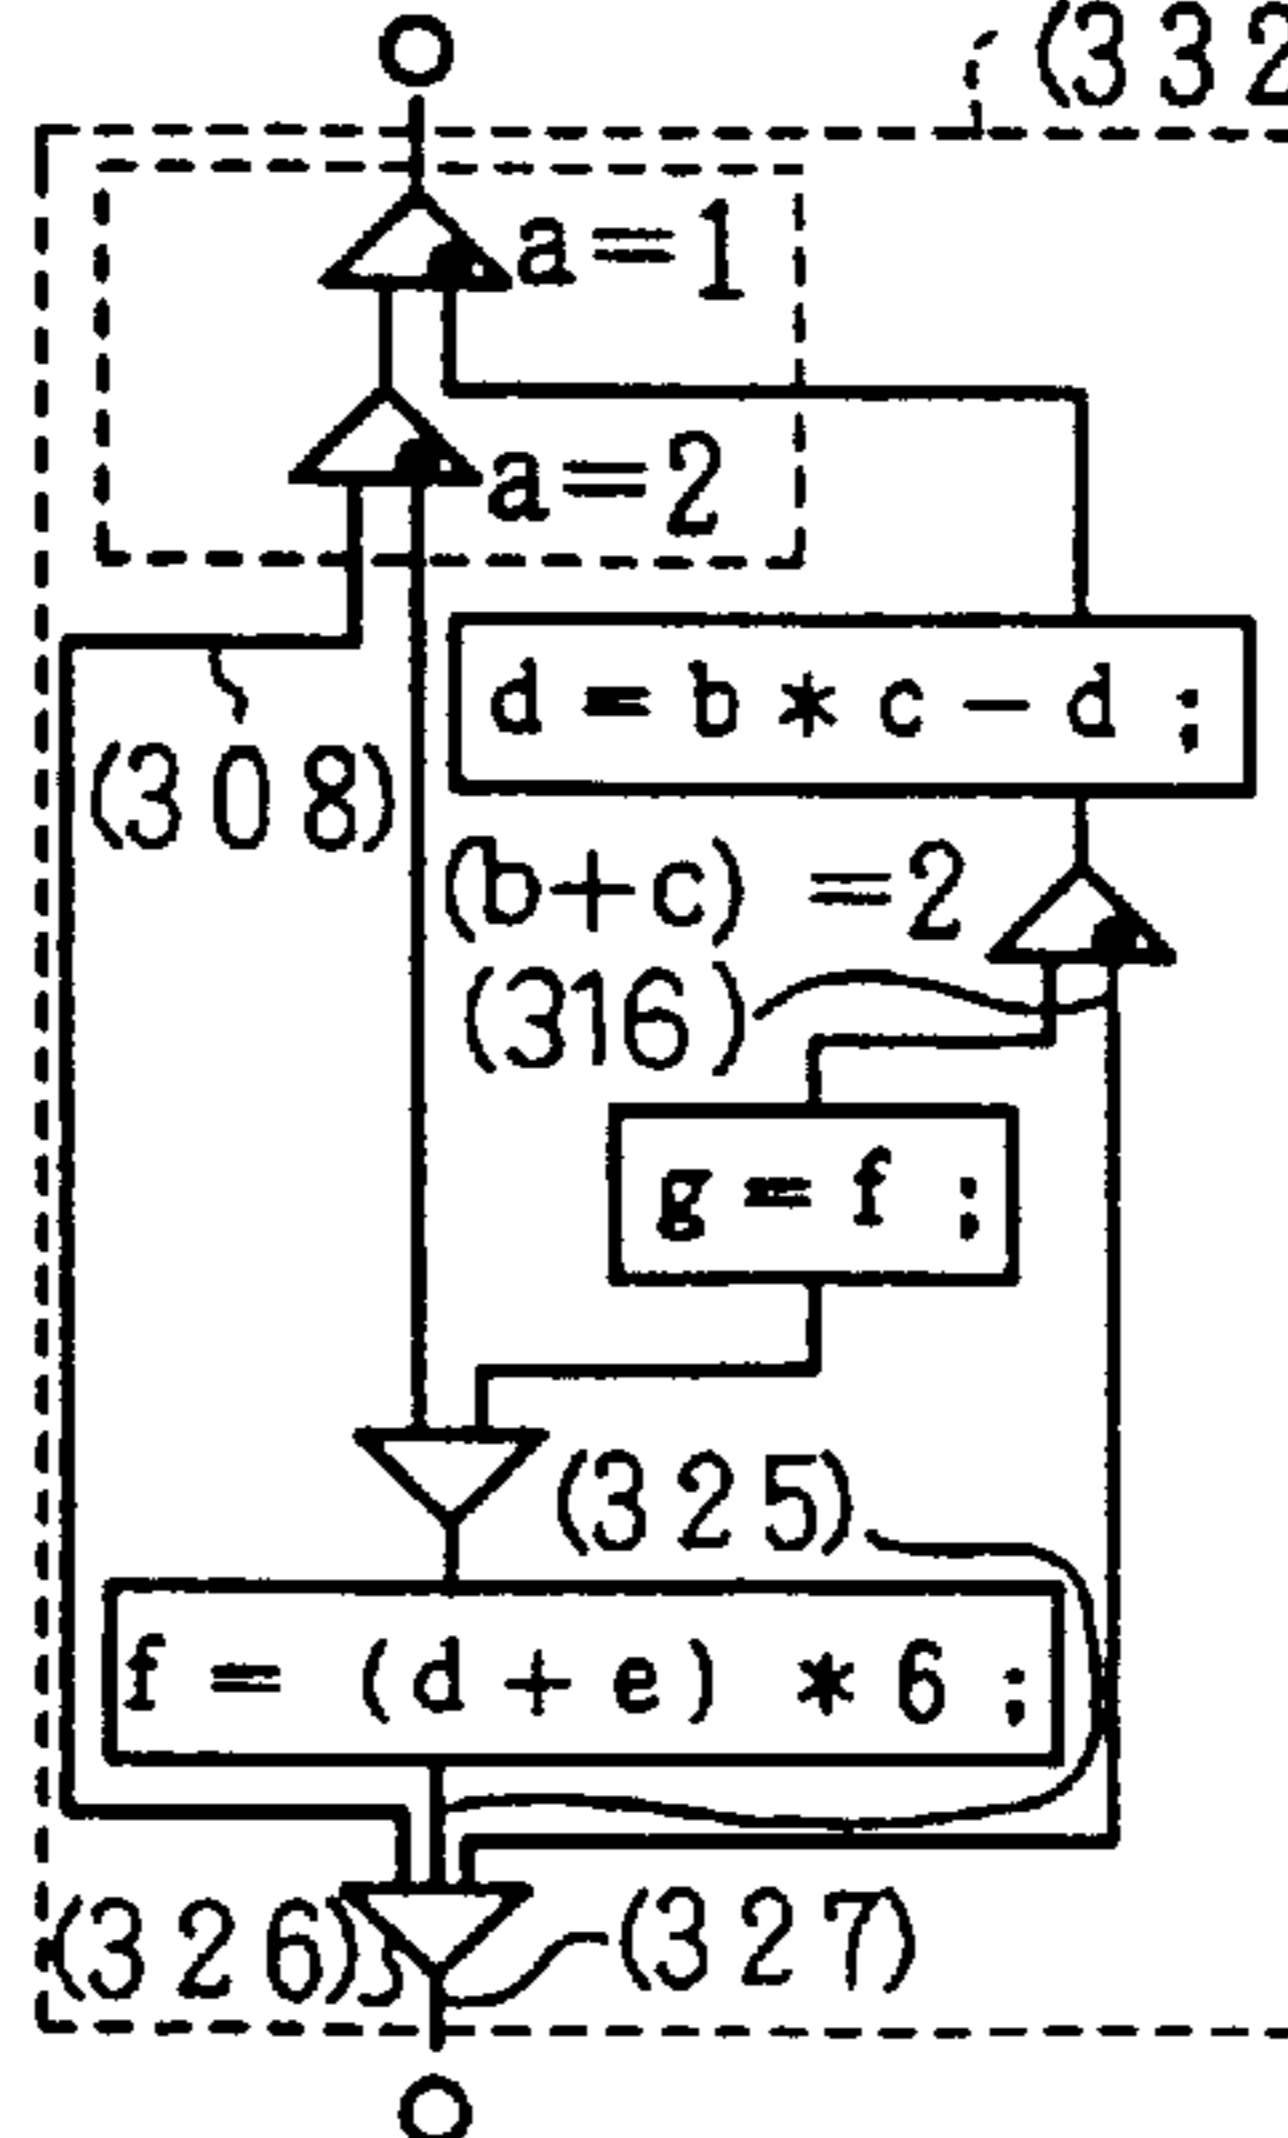 (332
a=1
a=2
d = b * c - d ;
(308)
(b+c) =2
(316)
g = f ;
(325)
f = (d + e) * 6 ;
(326)
(327)